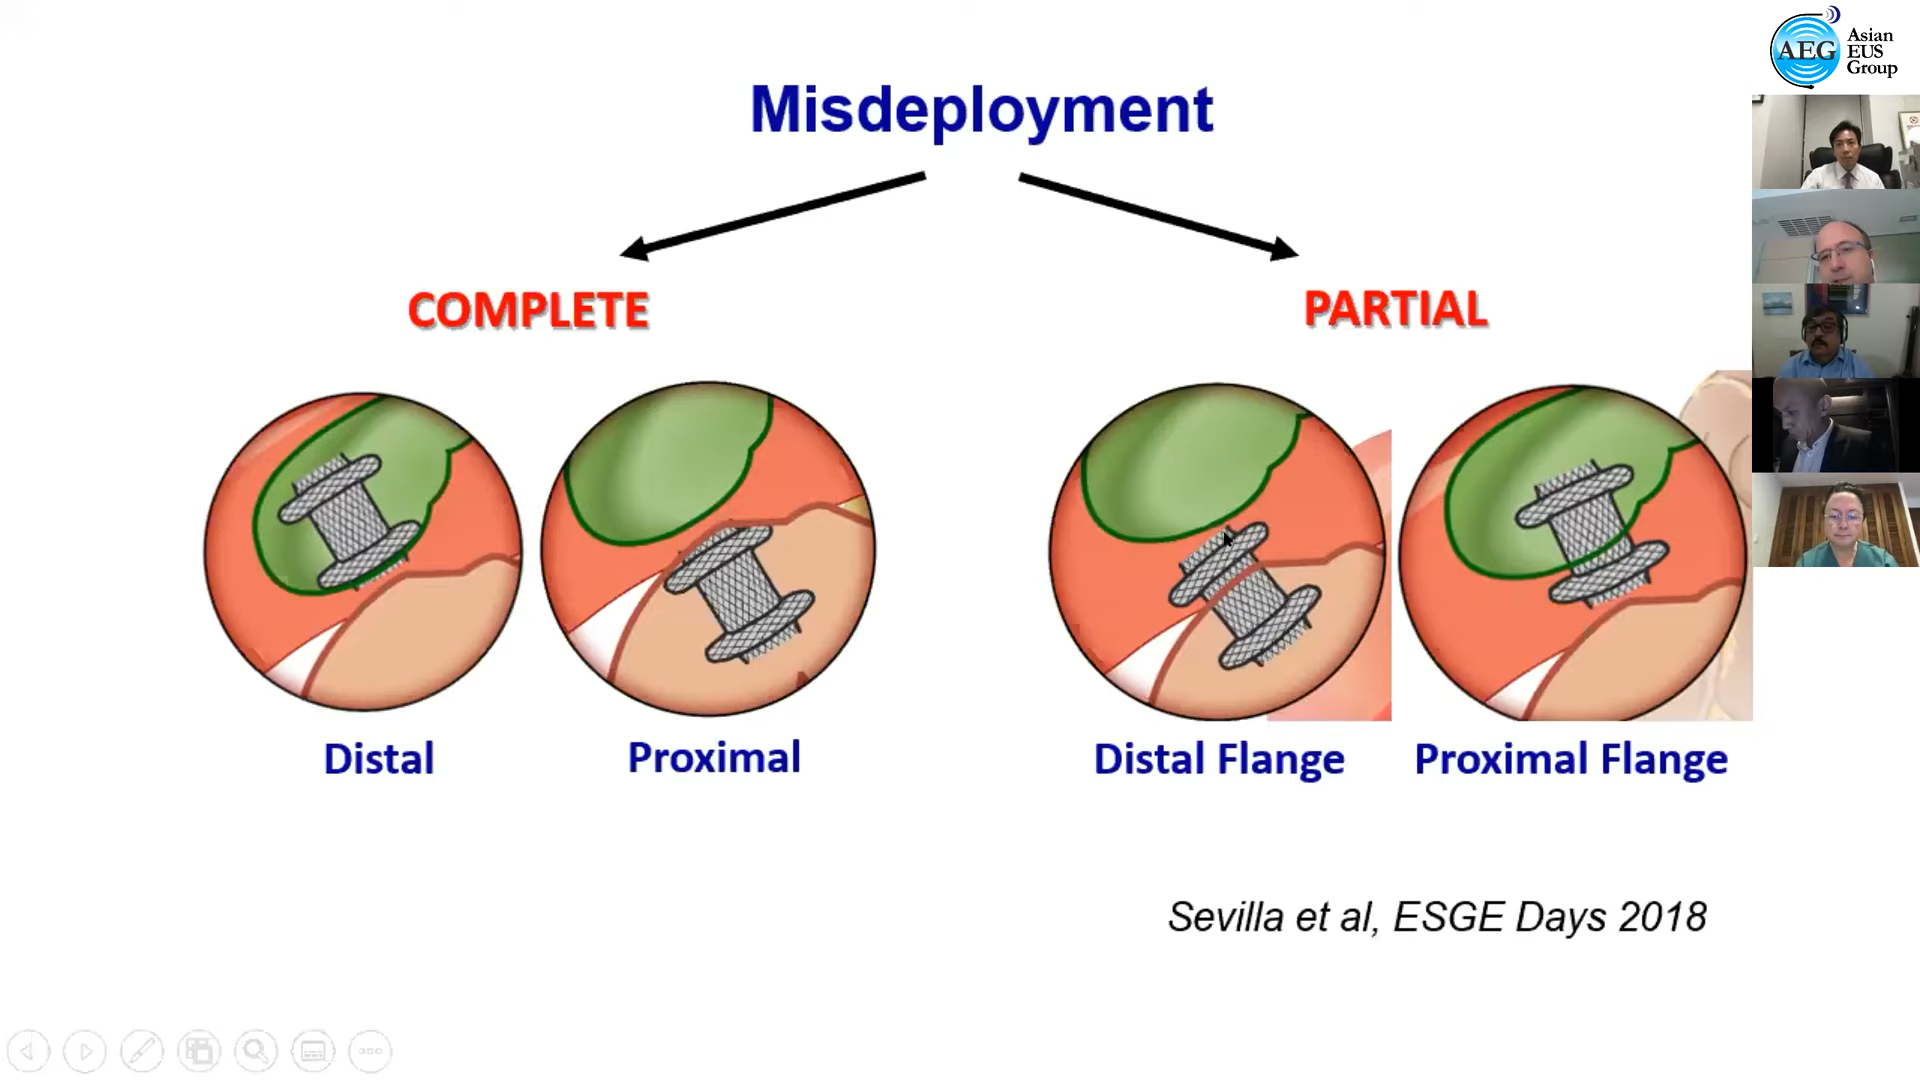 AEG
Asian
EUS
Group
Misdeployment
COMPLETE
PARTIAL
Distal
Proximal
Distal Flange
Proximal Flange
Sevilla et al, ESGE Days 2018